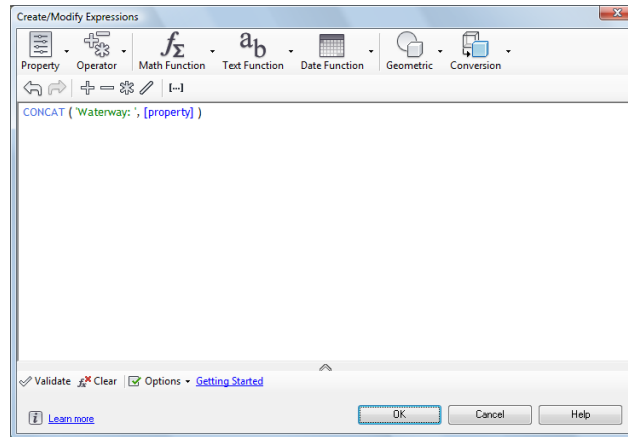 Create/Modify Expressions
Property Operator Math Function Text Function Date Function Geometric Conversion
CONCAT ( 'Waterway: ', [property] )
Validate Clear Options Getting Started
Learn more OK Cancel Help